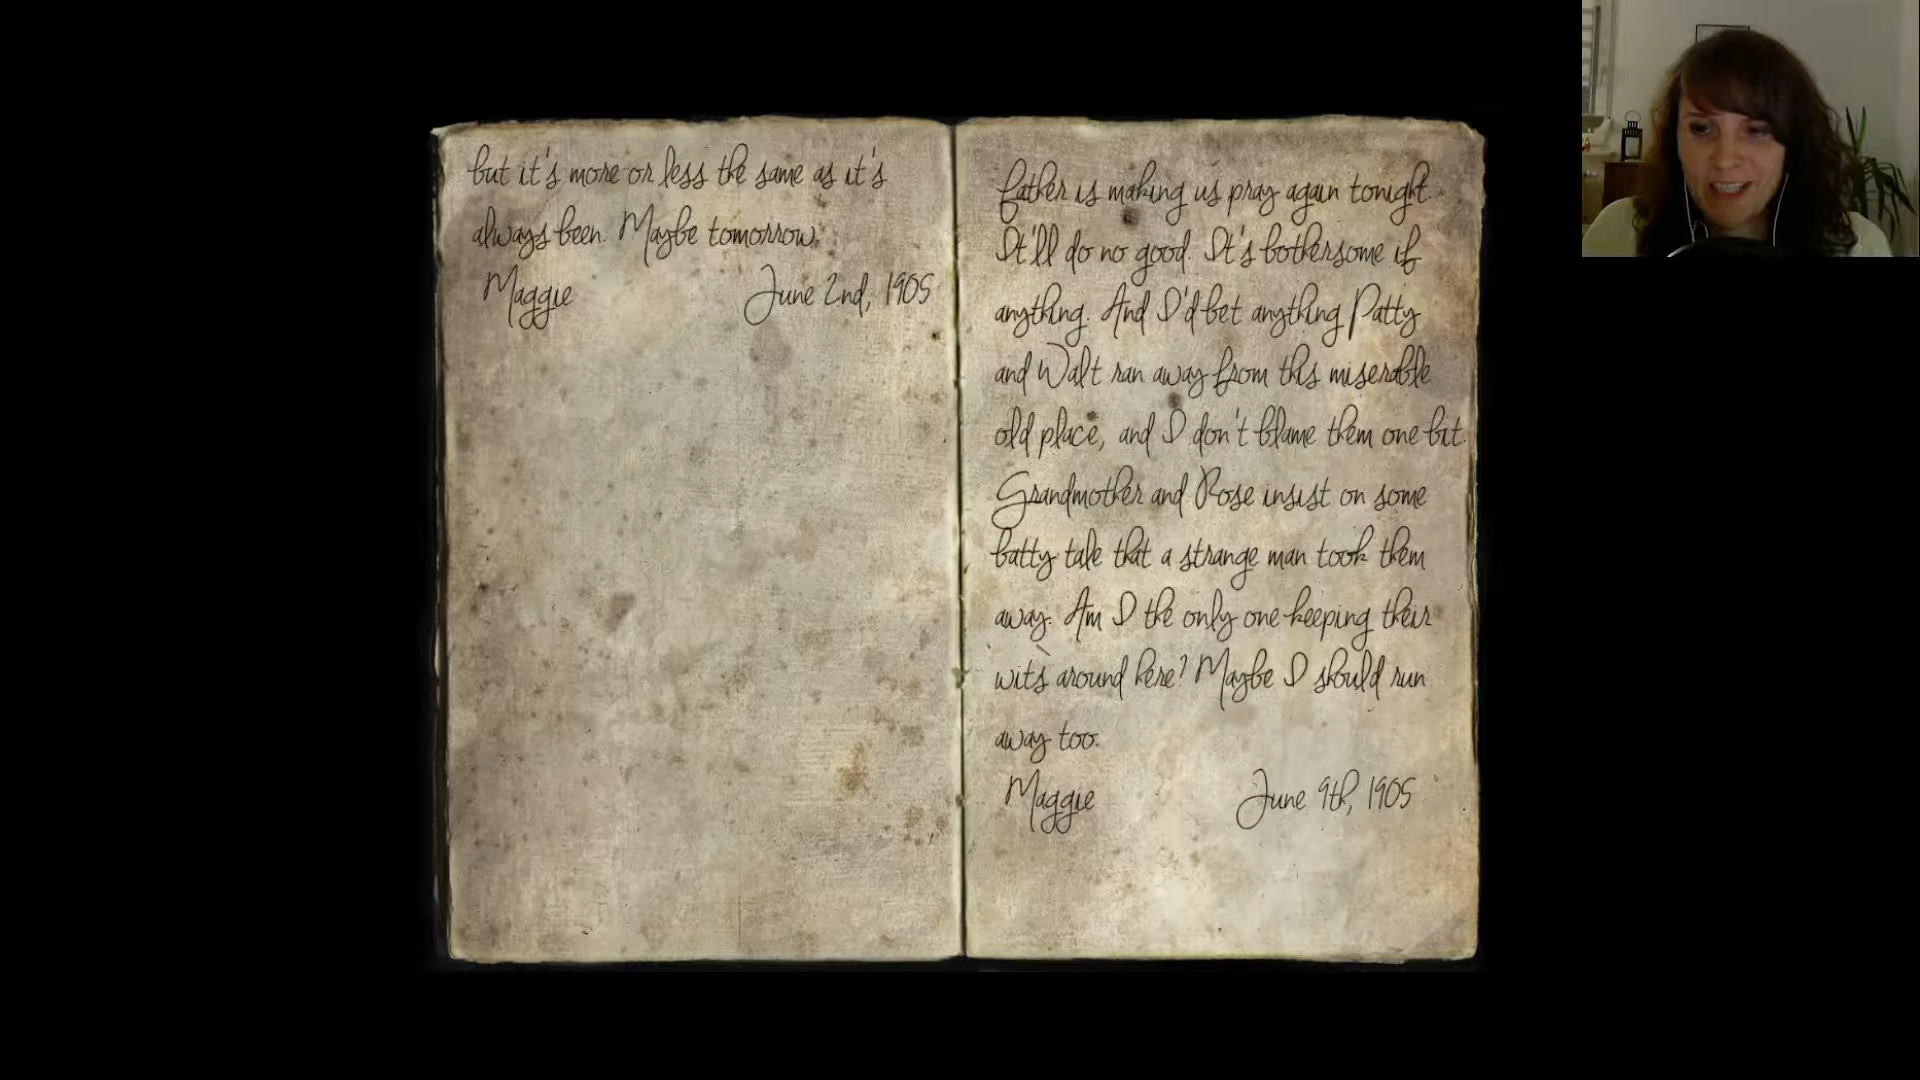 but it's more or less the same as it's
always been. Maybe tomorrow.
Maggie June 2nd, 1905
Father is making us pray again tonight.
It'll do no good. It's bothersome if
anything. And I'd bet anything Patty
and Walt ran away from this miserable
old place, and I don't blame them one bit.
Grandmother and Rose insist on some
batty tale that a strange man took them
away. Am I the only one keeping their
wits around here? Maybe I should run
away too.
Maggie June 9th, 1905